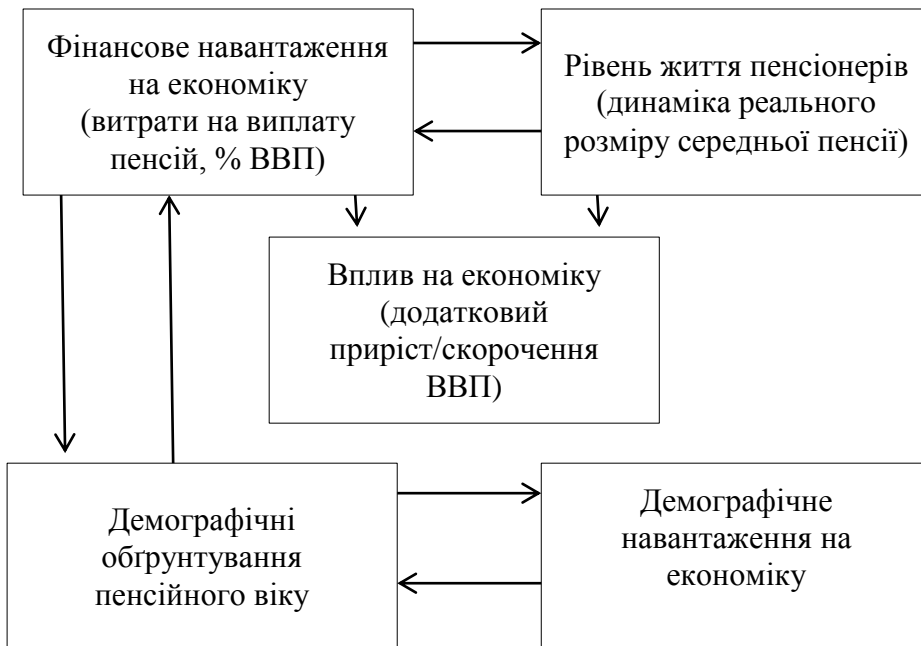 Фінансове навантаження
на економіку
(витрати на виплату
пенсій, % ВВП)
Рівень життя пенсіонерів
(динаміка реального
розміру середньої пенсії)
Вплив на економіку
(додатковий
приріст/скорочення
ВВП)
Демографічні
обґрунтування
пенсійного віку
Демографічне
навантаження на
економіку